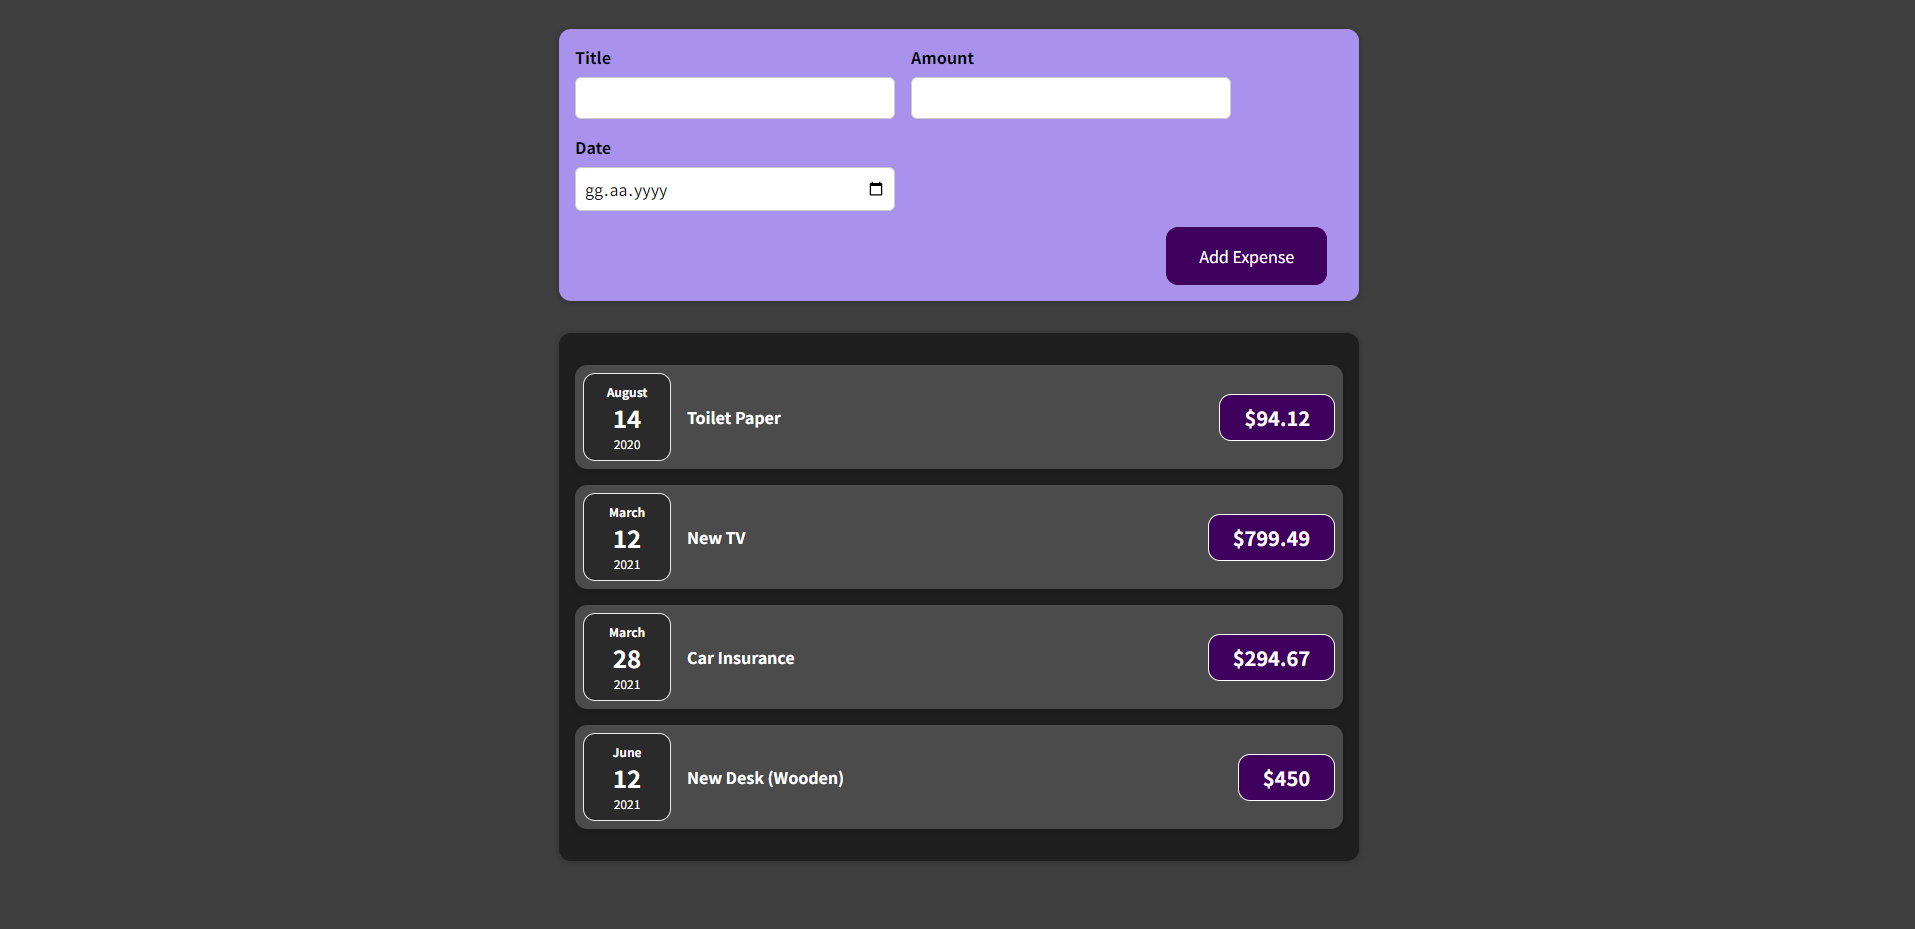 Title Amount
Date
gg.aa.yyyy
Add Expense
August
14
2020
Toilet Paper
$94.12
March
12
2021
New TV
$799.49
March
28
2021
Car Insurance
$294.67
June
12
2021
New Desk (Wooden)
$450